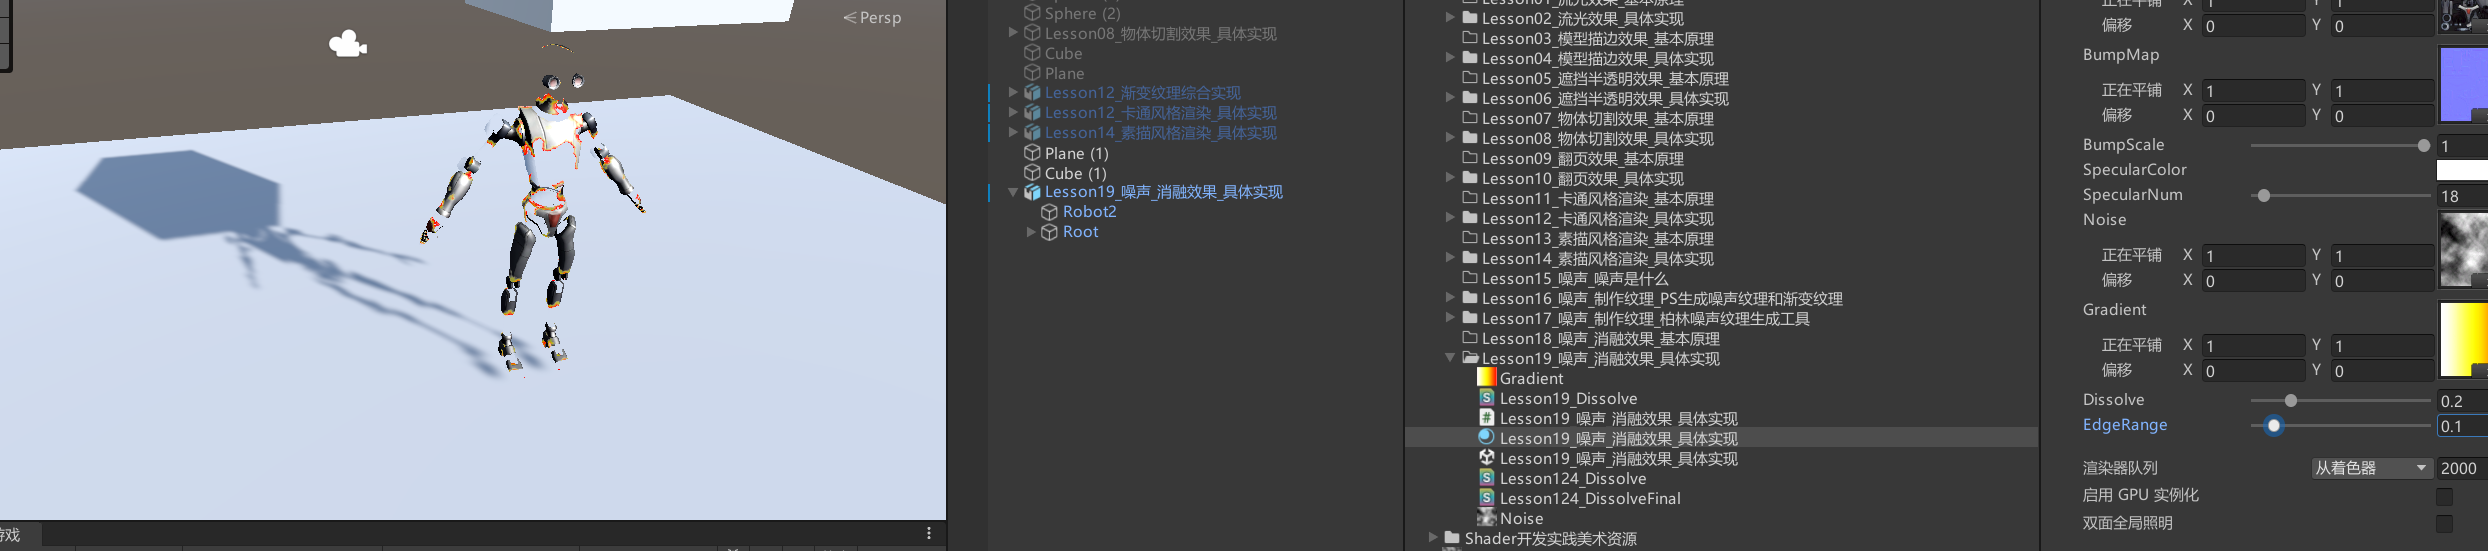 Persp
游戏
Sphere (2)
Lesson08_物体切割效果_具体实现
Cube
Plane
Lesson12_渐变纹理综合实现
Lesson12_卡通风格渲染_具体实现
Lesson14_素描风格渲染_具体实现
Plane (1)
Cube (1)
Lesson19_噪声_消融效果_具体实现
Robot2
Root
Lesson01_流光效果_基本原理
Lesson02_流光效果_具体实现
Lesson03_模型描边效果_基本原理
Lesson04_模型描边效果_具体实现
Lesson05_遮挡半透明效果_基本原理
Lesson06_遮挡半透明效果_具体实现
Lesson07_物体切割效果_基本原理
Lesson08_物体切割效果_具体实现
Lesson09_翻页效果_基本原理
Lesson10_翻页效果_具体实现
Lesson11_卡通风格渲染_基本原理
Lesson12_卡通风格渲染_具体实现
Lesson13_素描风格渲染_基本原理
Lesson14_素描风格渲染_具体实现
Lesson15_噪声_噪声是什么
Lesson16_噪声_制作纹理_PS生成噪声纹理和渐变纹理
Lesson17_噪声_制作纹理_柏林噪声纹理生成工具
Lesson18_噪声_消融效果_基本原理
Lesson19_噪声_消融效果_具体实现
Gradient
Lesson19_Dissolve
Lesson19_噪声_消融效果_具体实现
Lesson19_噪声_消融效果_具体实现
Lesson19_噪声_消融效果_具体实现
Lesson124_Dissolve
Lesson124_DissolveFinal
Noise
Shader开发实践美术资源
正在平铺 X 1 Y 1
偏移 X 0 Y 0
BumpMap
正在平铺 X 1 Y 1
偏移 X 0 Y 0
BumpScale 1
SpecularColor
SpecularNum 18
Noise
正在平铺 X 1 Y 1
偏移 X 0 Y 0
Gradient
正在平铺 X 1 Y 1
偏移 X 0 Y 0
Dissolve 0.2
EdgeRange 0.1
渲染器队列 从着色器 2000
启用 GPU 实例化
双面全局照明